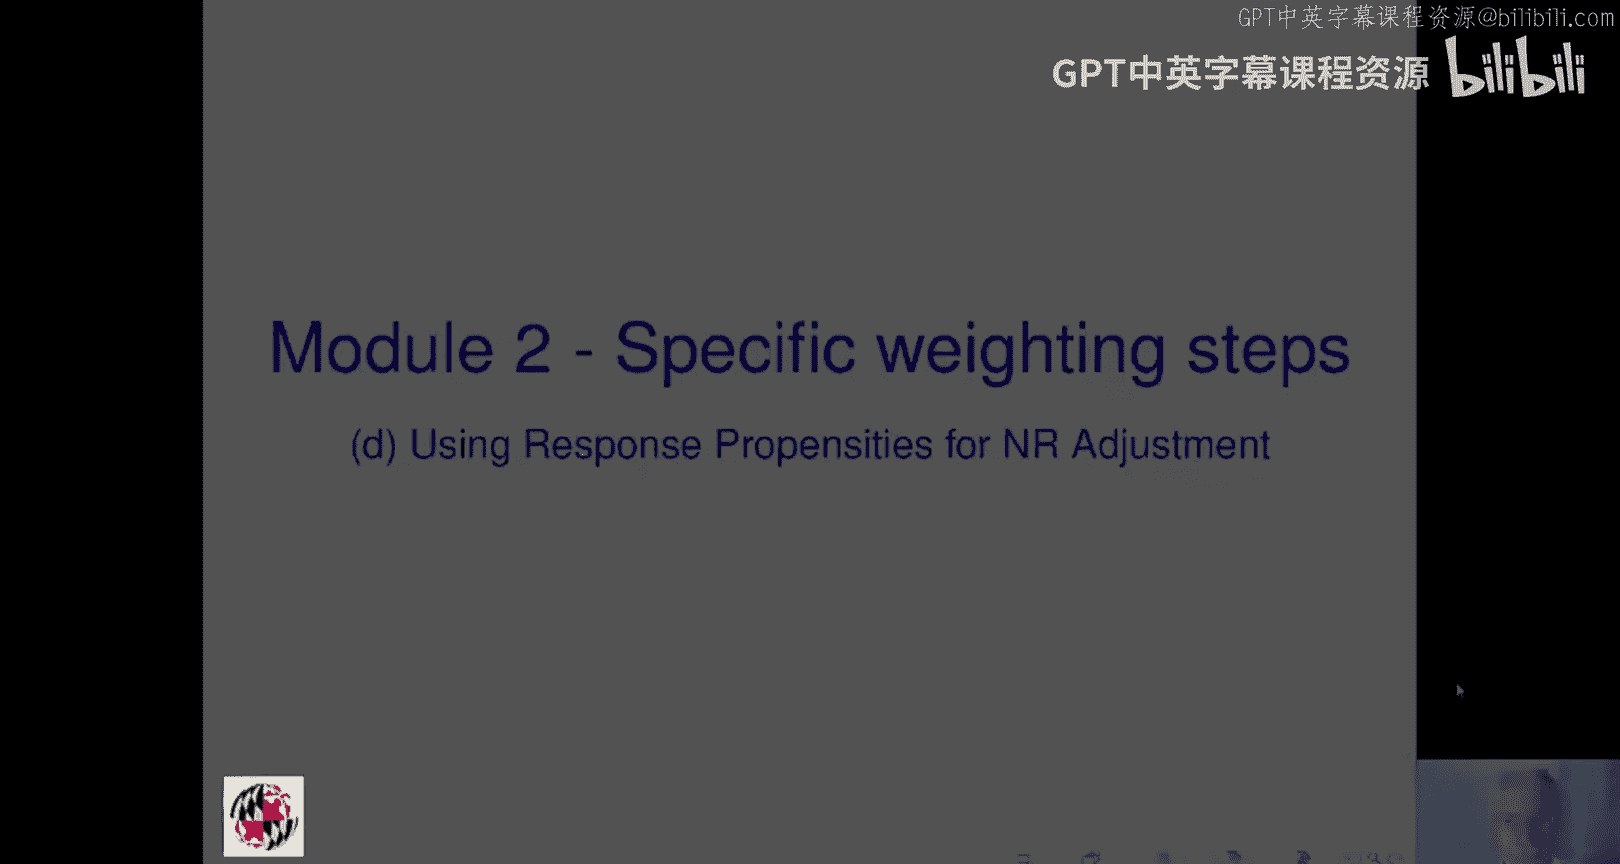 GPT中英字幕课程资源@bilibili.com
GPT中英字幕课程资源 bilibili
Module 2 - Specific weighting steps
(d) Using Response Propensities for NR Adjustment